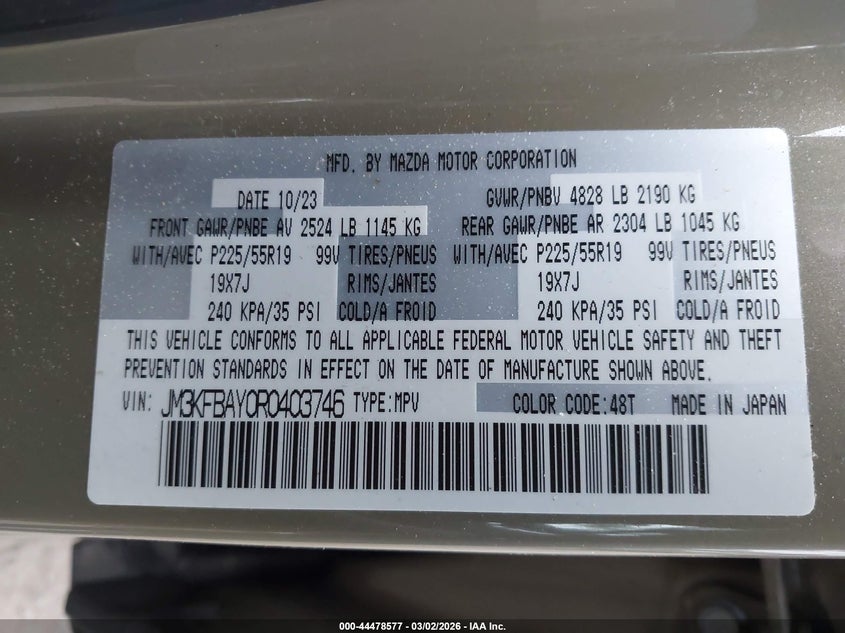 MFD. BY MAZDA MOTOR CORPORATION
DATE 10/23 GVWR/PNBV 4828 LB 2190 KG
FRONT GAWR/PNBE AV 2524 LB 1145 KG REAR GAWR/PNBE AR 2304 LB 1045 KG
WITH/AVEC P225/55R19 99V TIRES/PNEUS WITH/AVEC P225/55R19 99V TIRES/PNEUS
19X7J RIMS/JANTES 19X7J RIMS/JANTES
240 KPA/35 PSI COLD/A FROID 240 KPA/35 PSI COLD/A FROID
THIS VEHICLE CONFORMS TO ALL APPLICABLE FEDERAL MOTOR VEHICLE SAFETY AND THEFT
PREVENTION STANDARDS IN EFFECT ON THE DATE OF MANUFACTURE SHOWN ABOVE.
VIN: JM3KFBAY0R0403746 TYPE:MPV COLOR CODE:48T MADE IN JAPAN
000-44478577 - 03/02/2026 - IAA Inc.